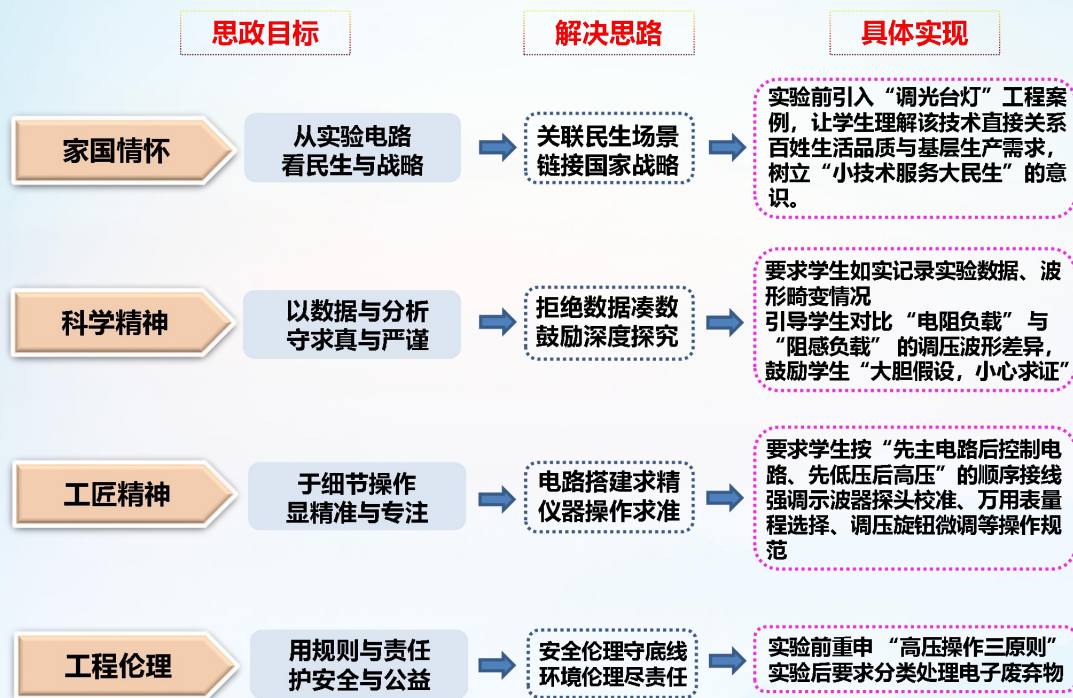 思政目标
解决思路
具体实现
家国情怀
从实验电路
看民生与战略
关联民生场景
链接国家战略
实验前引入“调光台灯”工程案
例，让学生理解该技术直接关系
百姓生活品质与基层生产需求，
树立“小技术服务大民生”的意
识。
科学精神
以数据与分析
守求真与严谨
拒绝数据凑数
鼓励深度探究
要求学生如实记录实验数据、波
形畸变情况
引导学生对比 “电阻负载” 与
“阻感负载” 的调压波形差异，
鼓励学生“大胆假设，小心求证”
工匠精神
于细节操作
显精准与专注
电路搭建求精
仪器操作求准
要求学生按“先主电路后控制电
路、先低压后高压”的顺序接线
强调示波器探头校准、万用表量
程选择、调压旋钮微调等操作规
范
工程伦理
用规则与责任
护安全与公益
安全伦理守底线
环境伦理尽责任
实验前重申 “高压操作三原则”
实验后要求分类处理电子废弃物